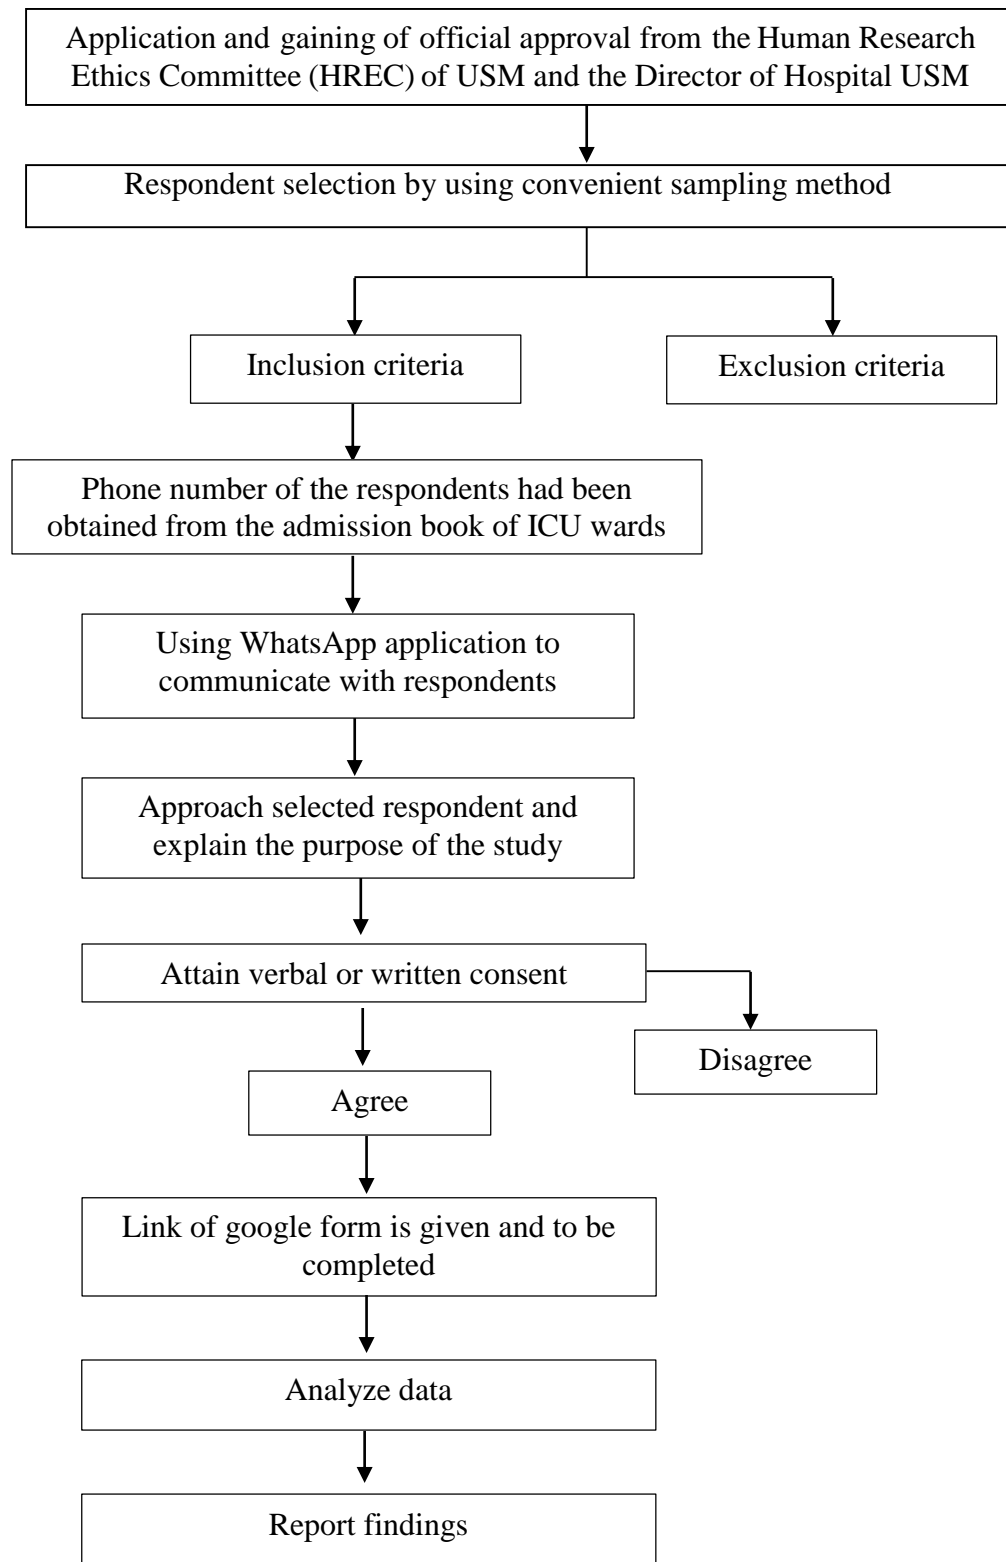 Application and gaining of official approval from the Human Research
Ethics Committee (HREC) of USM and the Director of Hospital USM
Respondent selection by using convenient sampling method
Inclusion criteria
Exclusion criteria
Phone number of the respondents had been
obtained from the admission book of ICU wards
Using WhatsApp application to
communicate with respondents
Approach selected respondent and
explain the purpose of the study
Attain verbal or written consent
Disagree
Agree
Link of google form is given and to be
completed
Analyze data
Report findings